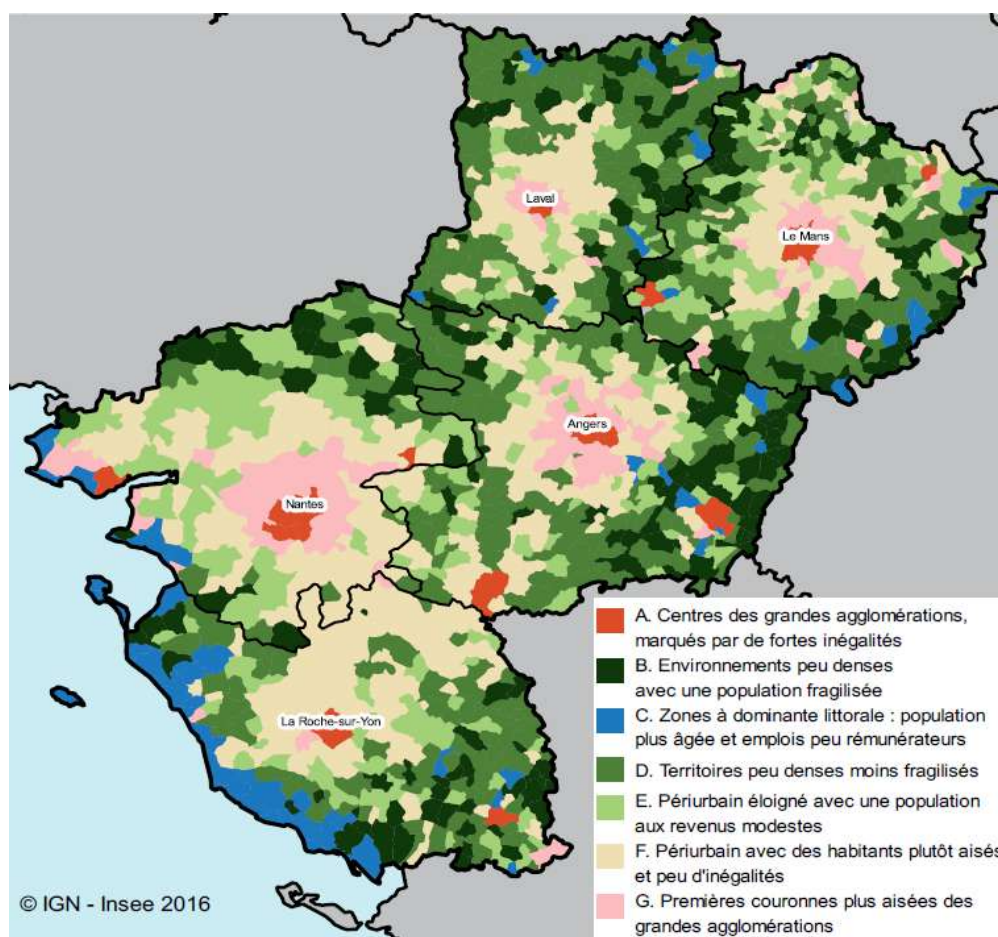 Laval
Le Mans
Angers
Nantes
La Roche-sur-Yon
A. Centres des grandes agglomérations,
marqués par de fortes inégalités
B. Environnements peu denses
avec une population fragilisée
C. Zones à dominante littorale : population
plus âgée et emplois peu rémunérateurs
D. Territoires peu denses moins fragilisés
E. Périurbain éloigné avec une population
aux revenus modestes
F. Périurbain avec des habitants plutôt aisés
et peu d'inégalités
G. Premières couronnes plus aisées des
grandes agglomérations
© IGN - Insee 2016